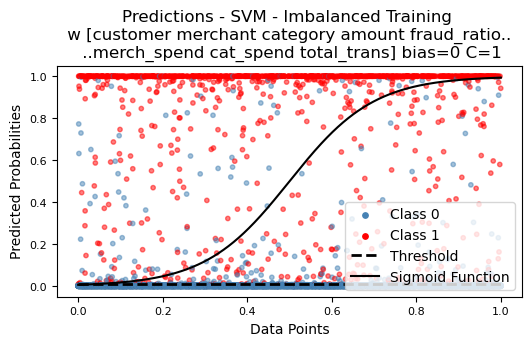 Predictions - SVM - Imbalanced Training
w [customer merchant category amount fraud_ratio..
..merch_spend cat_spend total_trans] bias=0 C=1
Predicted Probabilities
1.0
0.8
0.6
0.4
0.2
0.0
Class 0
Class 1
Threshold
Sigmoid Function
0.0 0.2 0.4 0.6 0.8 1.0
Data Points